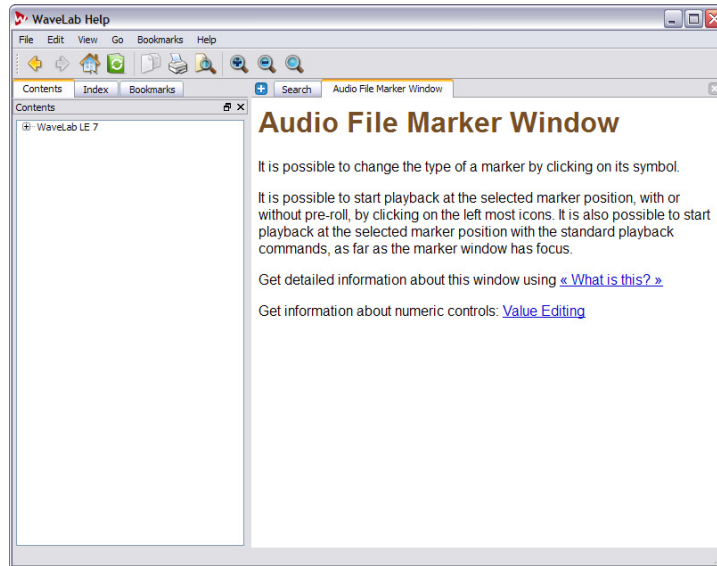 WaveLab Help
File Edit View Go Bookmarks Help
Contents Index Bookmarks
Search Audio File Marker Window
Contents
WaveLab LE 7
Audio File Marker Window
It is possible to change the type of a marker by clicking on its symbol.
It is possible to start playback at the selected marker position, with or
without pre-roll, by clicking on the left most icons. It is also possible to start
playback at the selected marker position with the standard playback
commands, as far as the marker window has focus.
Get detailed information about this window using « What is this? »
Get information about numeric controls: Value Editing